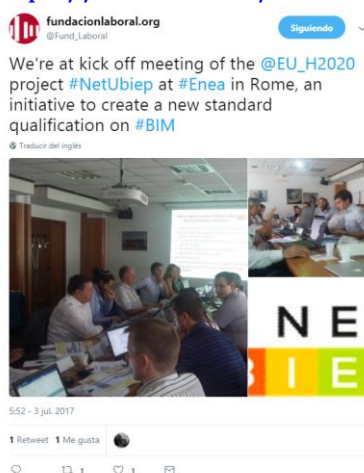 fundacionlaboral.org
@Fund_Laboral
Siguiendo
We're at kick off meeting of the @EU_H2020
project #NetUbiep at #Enea in Rome, an
initiative to create a new standard
qualification on #BIM
Traducir del inglés
N E
B I E
5:52 - 3 jul. 2017
1 Retweet 1 Me gusta
1 1